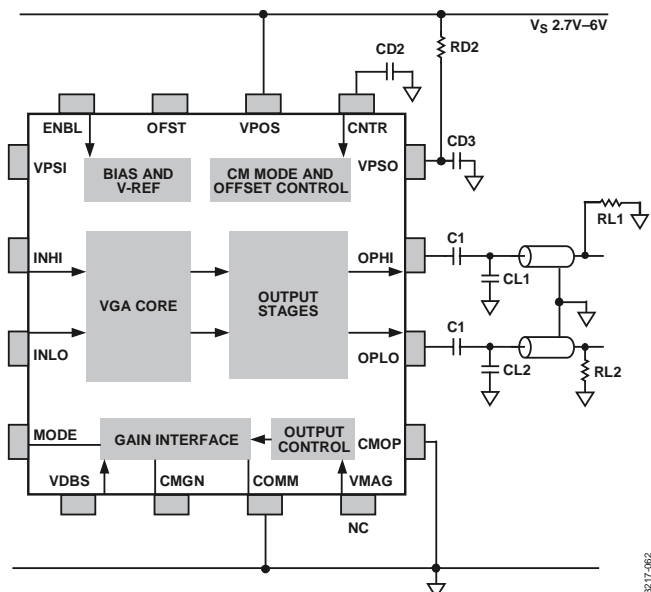 VS 2.7V–6V
CD2
RD2
ENBL
OFST
VPOS
CNTR
VPSI
BIAS AND
V-REF
CM MODE AND
OFFSET CONTROL
VPSO
CD3
RL1
INHI
OPHI
C1
CL1
VGA CORE
OUTPUT
STAGES
INLO
OPLO
C1
CL2
RL2
MODE
GAIN INTERFACE
OUTPUT
CONTROL
CMOP
VDBS
CMGN
COMM
VMAG
NC
3217-062